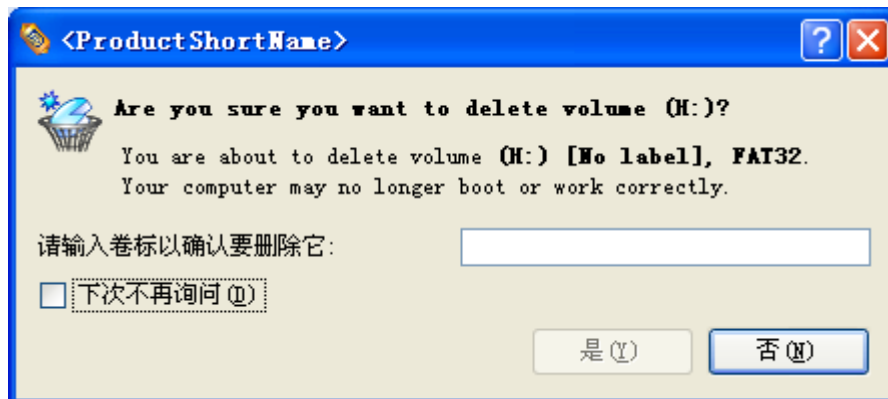 <ProductShortName>
Are you sure you want to delete volume (H:)?
You are about to delete volume (H:) [No label], FAT32.
Your computer may no longer boot or work correctly.
请输入卷标以确认要删除它:
下次不再询问(D)
是(Y)
否(N)